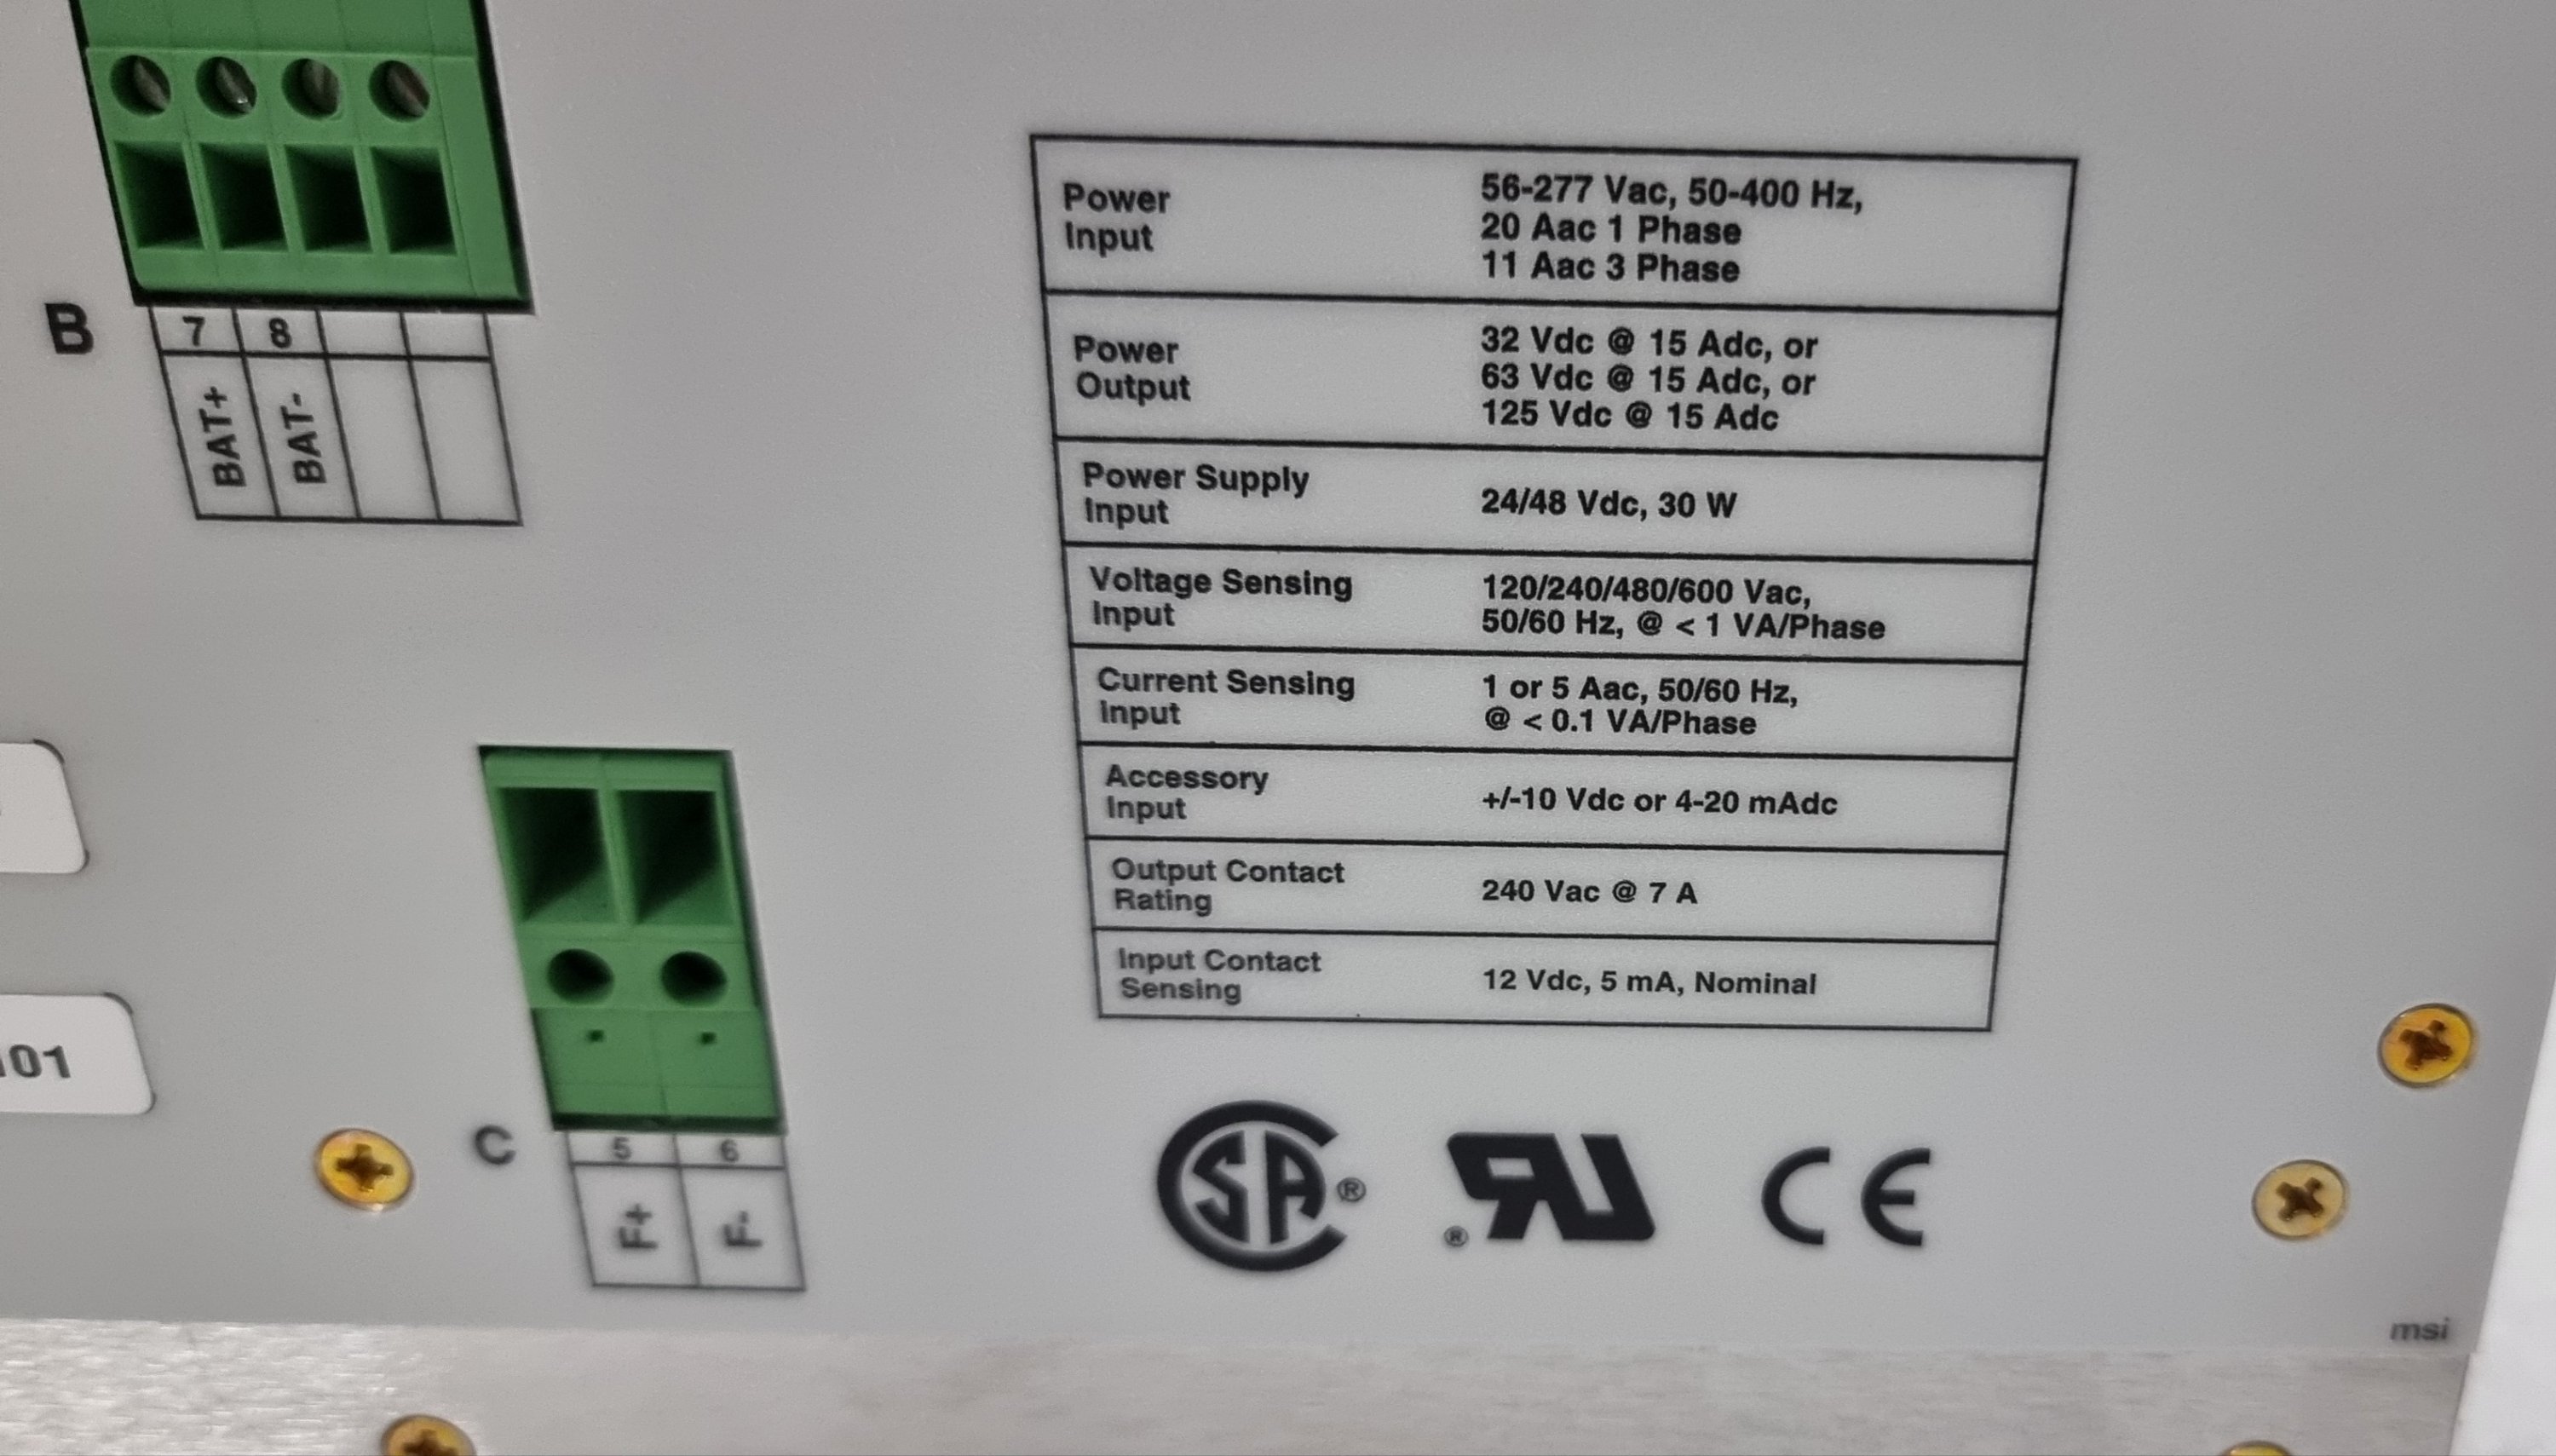 B
7 8
BAT+ BAT-
Power Input
56-277 Vac, 50-400 Hz,
20 Aac 1 Phase
11 Aac 3 Phase
Power Output
32 Vdc @ 15 Adc, or
63 Vdc @ 15 Adc, or
125 Vdc @ 15 Adc
Power Supply Input
24/48 Vdc, 30 W
Voltage Sensing Input
120/240/480/600 Vac,
50/60 Hz, @ < 1 VA/Phase
Current Sensing Input
1 or 5 Aac, 50/60 Hz,
@ < 0.1 VA/Phase
Accessory Input
+/-10 Vdc or 4-20 mAdc
Output Contact Rating
240 Vac @ 7 A
Input Contact Sensing
12 Vdc, 5 mA, Nominal
01
C
5 6
F+ F-
CSA® ®RU CE
msi